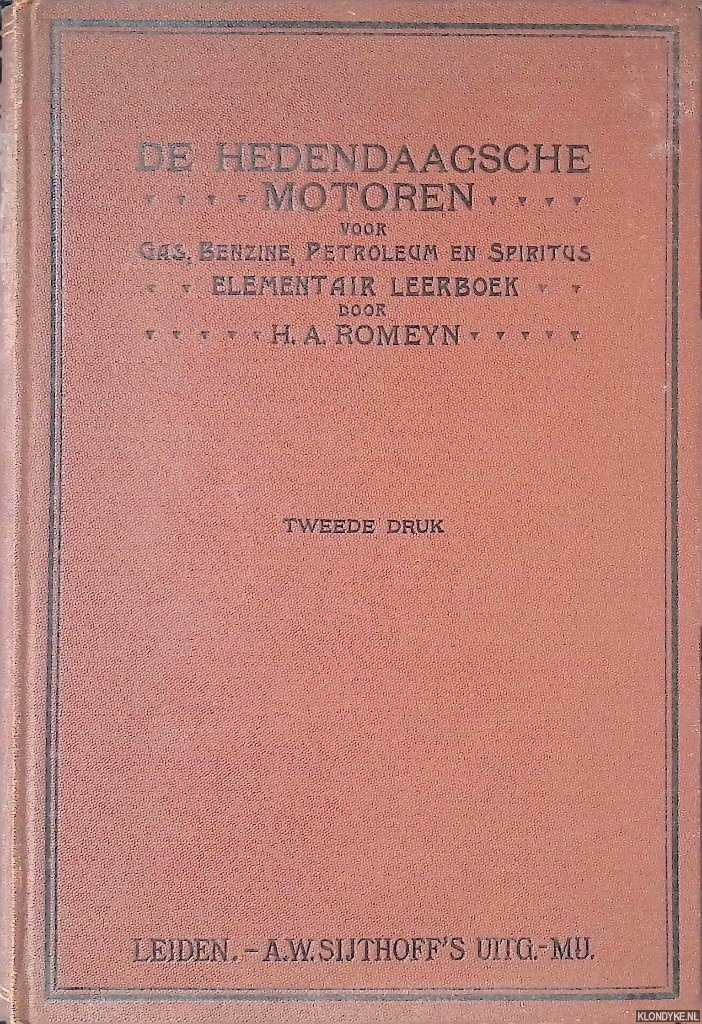 DE HEDENDAAGSCHE
MOTOREN
VOOR
GAS, BENZINE, PETROLEUM EN SPIRITUS
ELEMENTAIR LEERBOEK
DOOR
H. A. ROMEYN
TWEEDE DRUK
LEIDEN. – A.W. SIJTHOFF'S UITG.-MIJ.
KLONDYKE.NL